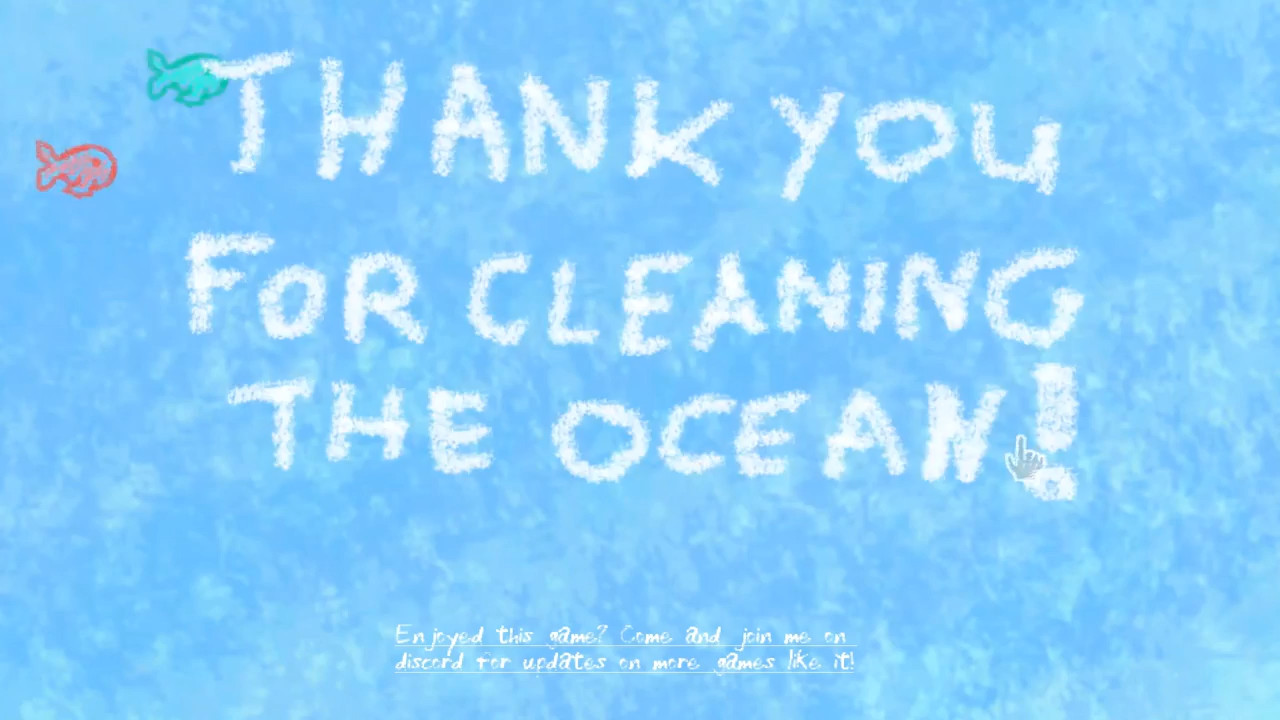 THANK YOU
FOR CLEANING
THE OCEAN!
Enjoyed this game? Come and join me on
discord for updates on more games like it!